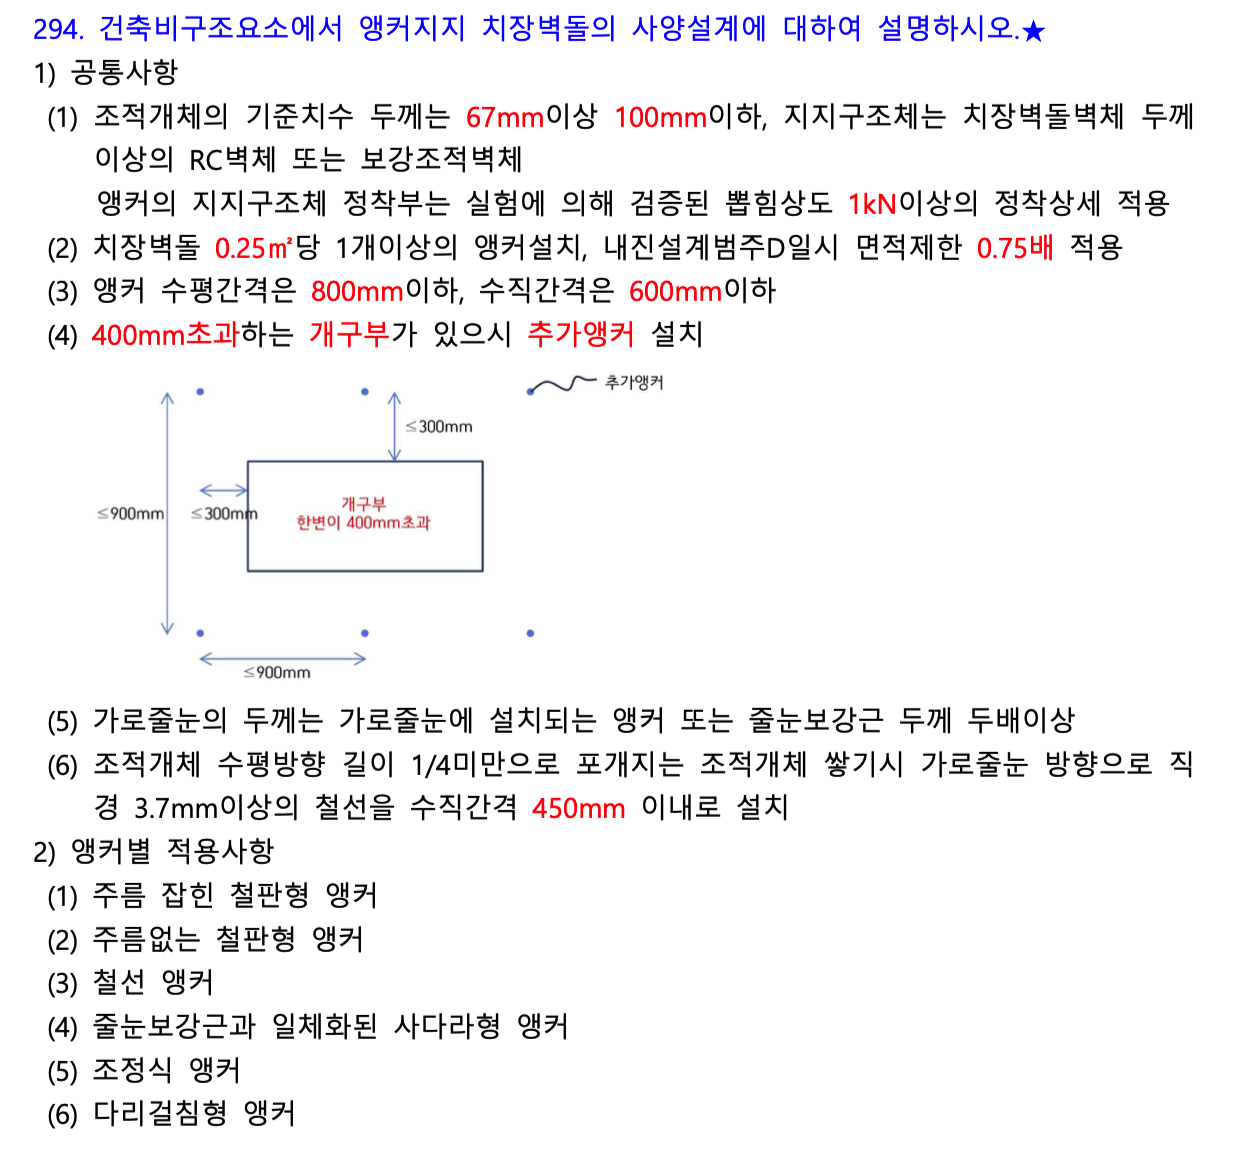 294. 건축비구조요소에서 앵커지지 치장벽돌의 사양설계에 대하여 설명하시오.★
1) 공통사항
(1) 조적개체의 기준치수 두께는 67mm이상 100mm이하, 지지구조체는 치장벽돌벽체 두께
이상의 RC벽체 또는 보강조적벽체
앵커의 지지구조체 정착부는 실험에 의해 검증된 뽑힘상도 1kN이상의 정착상세 적용
(2) 치장벽돌 0.25㎡당 1개이상의 앵커설치, 내진설계범주D일시 면적제한 0.75배 적용
(3) 앵커 수평간격은 800mm이하, 수직간격은 600mm이하
(4) 400mm초과하는 개구부가 있으시 추가앵커 설치
추가앵커
≤300mm
≤900mm
≤300mm
개구부
한변이 400mm초과
≤900mm
(5) 가로줄눈의 두께는 가로줄눈에 설치되는 앵커 또는 줄눈보강근 두께 두배이상
(6) 조적개체 수평방향 길이 1/4미만으로 포개지는 조적개체 쌓기시 가로줄눈 방향으로 직
경 3.7mm이상의 철선을 수직간격 450mm 이내로 설치
2) 앵커별 적용사항
(1) 주름 잡힌 철판형 앵커
(2) 주름없는 철판형 앵커
(3) 철선 앵커
(4) 줄눈보강근과 일체화된 사다라형 앵커
(5) 조정식 앵커
(6) 다리걸침형 앵커